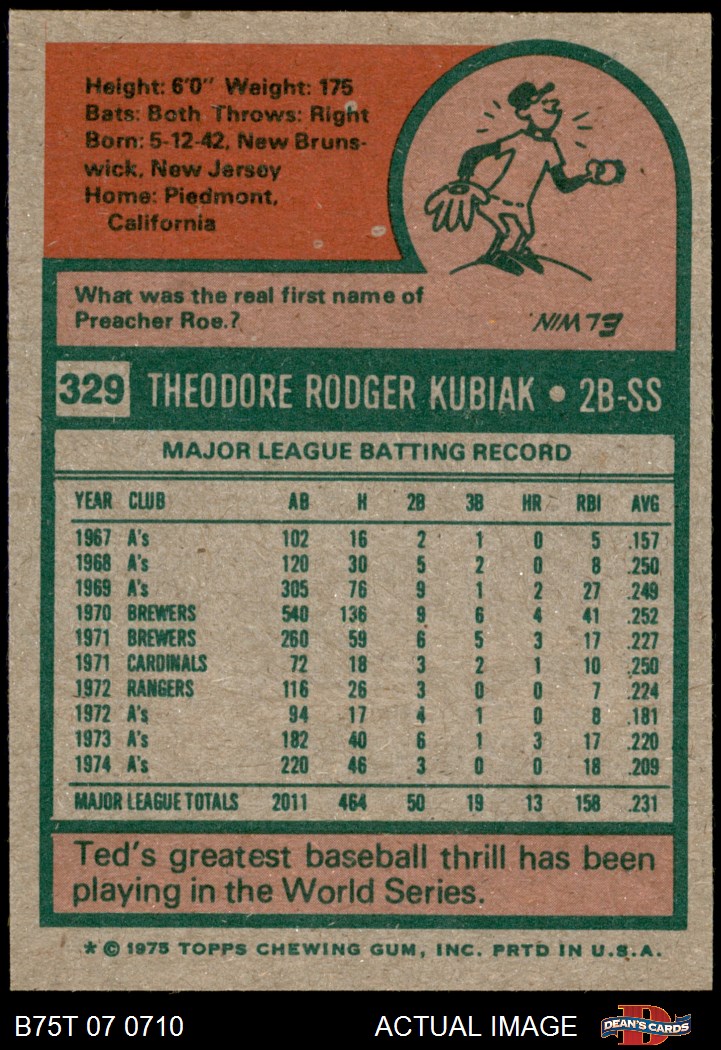 Height: 6'0" Weight: 175
Bats: Both Throws: Right
Born: 5-12-42, New Bruns-
wick, New Jersey
Home: Piedmont,
California
What was the real first name of
Preacher Roe.?
ELWIN.
329 THEODORE RODGER KUBIAK • 2B-SS
MAJOR LEAGUE BATTING RECORD
YEAR CLUB AB H 2B 3B HR RBI AVG
1967 A's 102 16 2 1 0 5 .157
1968 A's 120 30 5 2 0 8 .250
1969 A's 305 76 9 1 2 27 .249
1970 BREWERS 540 136 9 6 4 41 .252
1971 BREWERS 260 59 6 5 3 17 .227
1971 CARDINALS 72 18 3 2 1 10 .250
1972 RANGERS 116 26 3 0 0 7 .224
1972 A's 94 17 4 1 0 8 .181
1973 A's 182 40 6 1 3 17 .220
1974 A's 220 46 3 0 0 18 .209
MAJOR LEAGUE TOTALS 2011 464 50 19 13 158 .231
Ted's greatest baseball thrill has been
playing in the World Series.
* © 1975 TOPPS CHEWING GUM, INC. PRTD IN U.S.A.
B75T 07 0710 ACTUAL IMAGE D DEAN'S CARDS